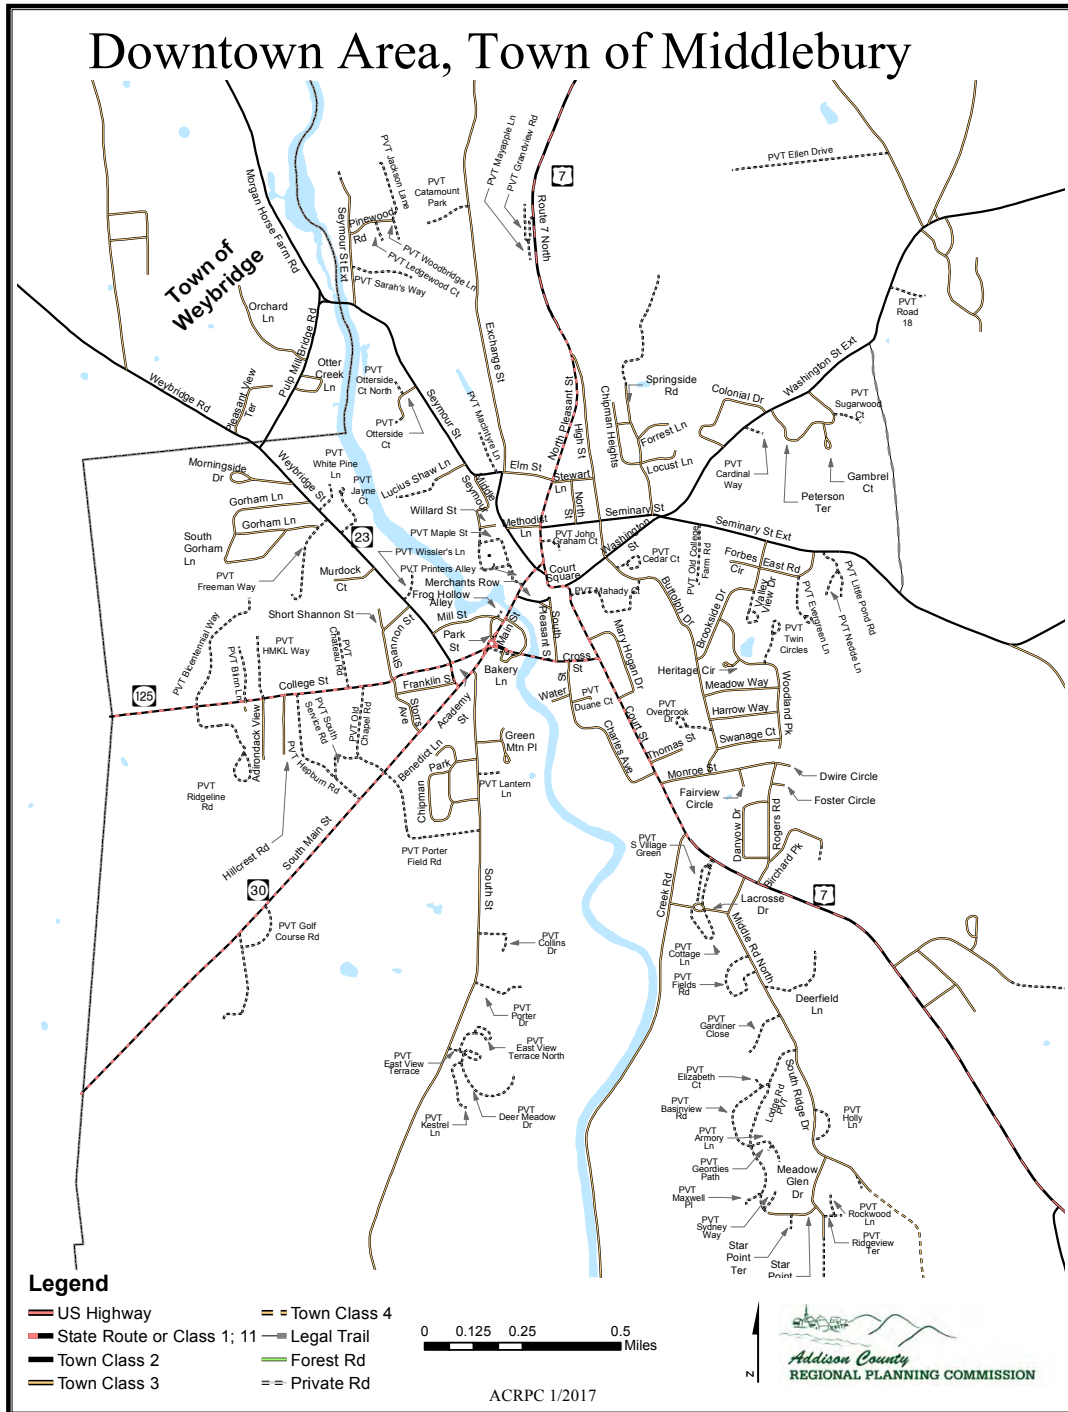 Downtown Area, Town of Middlebury
PVT Mayapple Ln
PVT Grandview Rd
PVT Ellen Drive
PVT Jackson Lane
PVT
Catamount
Park
7
Route 7 North
Morgan Horse Farm Rd
Seymour St Ext
Pinewood
Rd
PVT Woodbridge Ln
PVT Ledgewood Ct
PVT Sarah's Way
Town of
Weybridge
Orchard
Ln
PVT
Road
18
Exchange St
Pulp Mill Bridge Rd
Otter
Creek
Ln
PVT
Otterside
Ct North
PVT
Otterside
Ct
Weybridge Rd
Pleasant View
Ter
Seymour St
PVT MacIntyre Ln
North Pleasant St
High St
Chipman Heights
Springside
Rd
Forrest Ln
Locust Ln
Colonial Dr
Washington St Ext
PVT
Sugarwood
Ct
PVT
Cardinal
Way
Peterson
Ter
Gambrel
Ct
Morningside
Dr
Weybridge St
PVT
White Pine
Ln
PVT
Jayne
Ct
Lucius Shaw Ln
Elm St
Stewart
Ln
Middle
Seymour
Gorham Ln
Gorham Ln
South
Gorham
Ln
Willard St
Methodist
Ln
North
St
Seminary St
Seminary St Ext
23
PVT Maple St
PVT John
Graham Ct
Washington
St
PVT Wissler's Ln
PVT
Cedar Ct
PVT Old College
Farm Rd
Forbes
Cir
East Rd
PVT
Freeman Way
Murdock
Ct
PVT Printers Alley
Court
Square
Merchants Row
Frog Hollow
Alley
PVT Mahady Ct
Buttolph Dr
Brookside Dr
Valley
View Dr
PVT Evergreen Ln
PVT Little Pond Rd
PVT Nedde Ln
Short Shannon St
Mill St
Main St
South
Pleasant St
Park
St
PVT
Twin
Circles
PVT Bicentennial Way
PVT Blinn Ln
PVT
HMKL Way
PVT
Chateau Rd
Shannon St
Cross
St
Mary Hogan Dr
Heritage Cir
Woodland Pk
125
College St
Franklin St
Bakery
Ln
Meadow Way
Storrs
Ave
Academy
St
Water
St
PVT
Duane Ct
PVT
Overbrook
Dr
Harrow Way
Adirondack View
PVT South
Service Rd
PVT Old
Chapel Rd
Court St
Charles Ave
Swanage Ct
Green
Mtn Pl
Thomas St
Benedict Ln
Monroe St
Dwire Circle
PVT
Ridgeline
Rd
PVT Hepburn Rd
Chipman
Park
PVT Lantern
Ln
Fairview
Circle
Foster Circle
South Main St
Hillcrest Rd
PVT Porter
Field Rd
PVT
S Village
Green
Danyow Dr
Rogers Rd
Birchard Pk
30
South St
Creek Rd
Lacrosse
Dr
7
PVT Golf
Course Rd
PVT
Collins
Dr
PVT
Cottage
Ln
Middle Rd North
PVT
Fields
Rd
Deerfield
Ln
PVT
Porter
Dr
PVT
Gardiner
Close
PVT
East View
Terrace North
PVT
East View
Terrace
PVT
Elizabeth
Ct
Lodge Rd
PVT
South Ridge Dr
PVT
Basinview
Rd
PVT
Holly
Ln
PVT
Deer Meadow
Dr
PVT
Kestrel
Ln
PVT
Armory
Ln
PVT
Geordies
Path
Meadow
Glen
Dr
PVT
Maxwell
Pl
PVT
Sydney
Way
PVT
Rockwood
Ln
PVT
Ridgeview
Ter
Star
Point
Ter
Star
Point
Legend
US Highway
State Route or Class 1; 11
Town Class 2
Town Class 3
Town Class 4
Legal Trail
Forest Rd
Private Rd
0 0.125 0.25 0.5
Miles
N
Addison County
REGIONAL PLANNING COMMISSION
ACRPC 1/2017